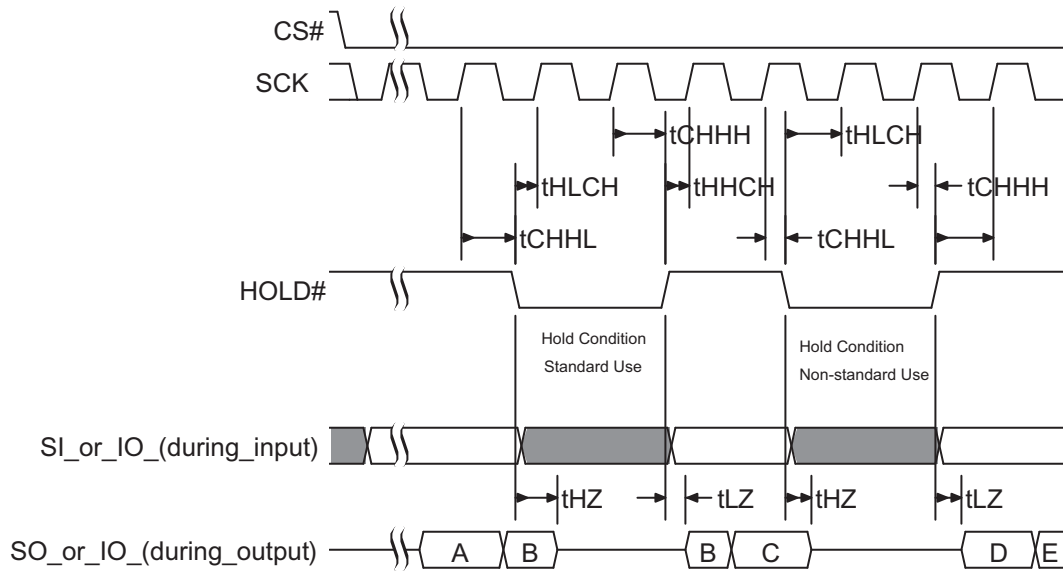 CS#
SCK
tCHHH
tHLCH
tHLCH
tHHCH
tCHHH
tCHHL
tCHHL
HOLD#
Hold Condition
Standard Use
Hold Condition
Non-standard Use
SI_or_IO_(during_input)
tHZ
tLZ
tHZ
tLZ
SO_or_IO_(during_output)
A
B
B
C
D
E